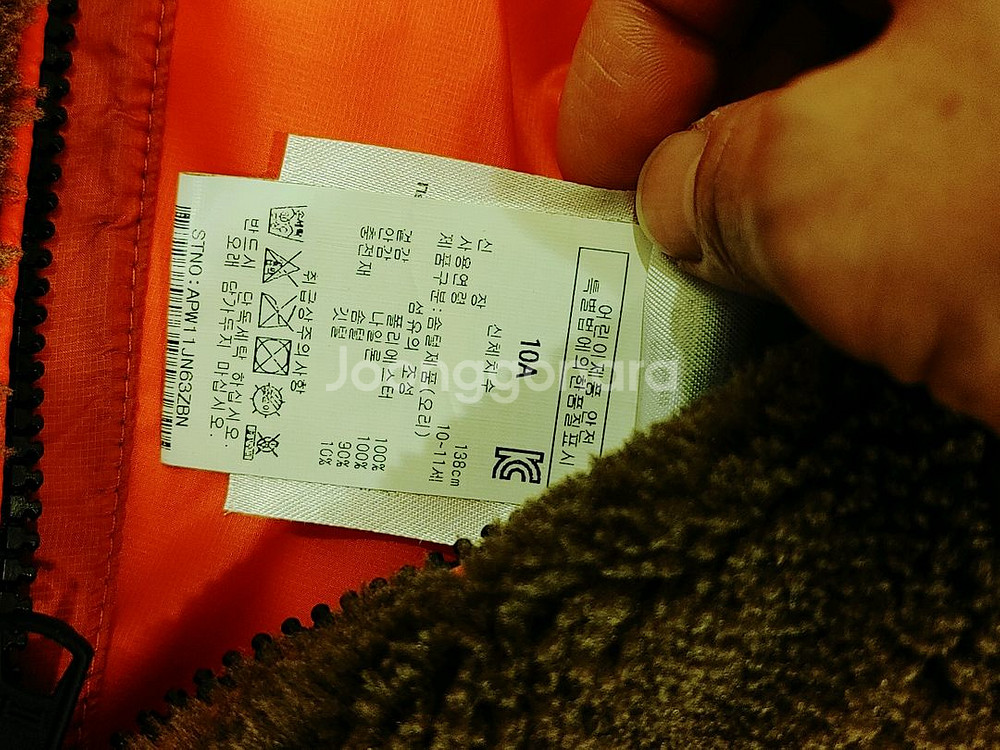 어린이제품 안전
특별법에의한품질표시
10A
신체치수
신 장 138cm
사용연령 10~11세
제품구분:솜털제품(오리)
섬유의 조성
겉감 폴리에스터 100%
안감 나일론 100%
충전재 솜털 90%
깃털 10%
취급상주의사항
반드시 단독세탁 하십시오.
오래 담가두지 마십시오.
STNO:APW11JN63ZBN
Joonggonara